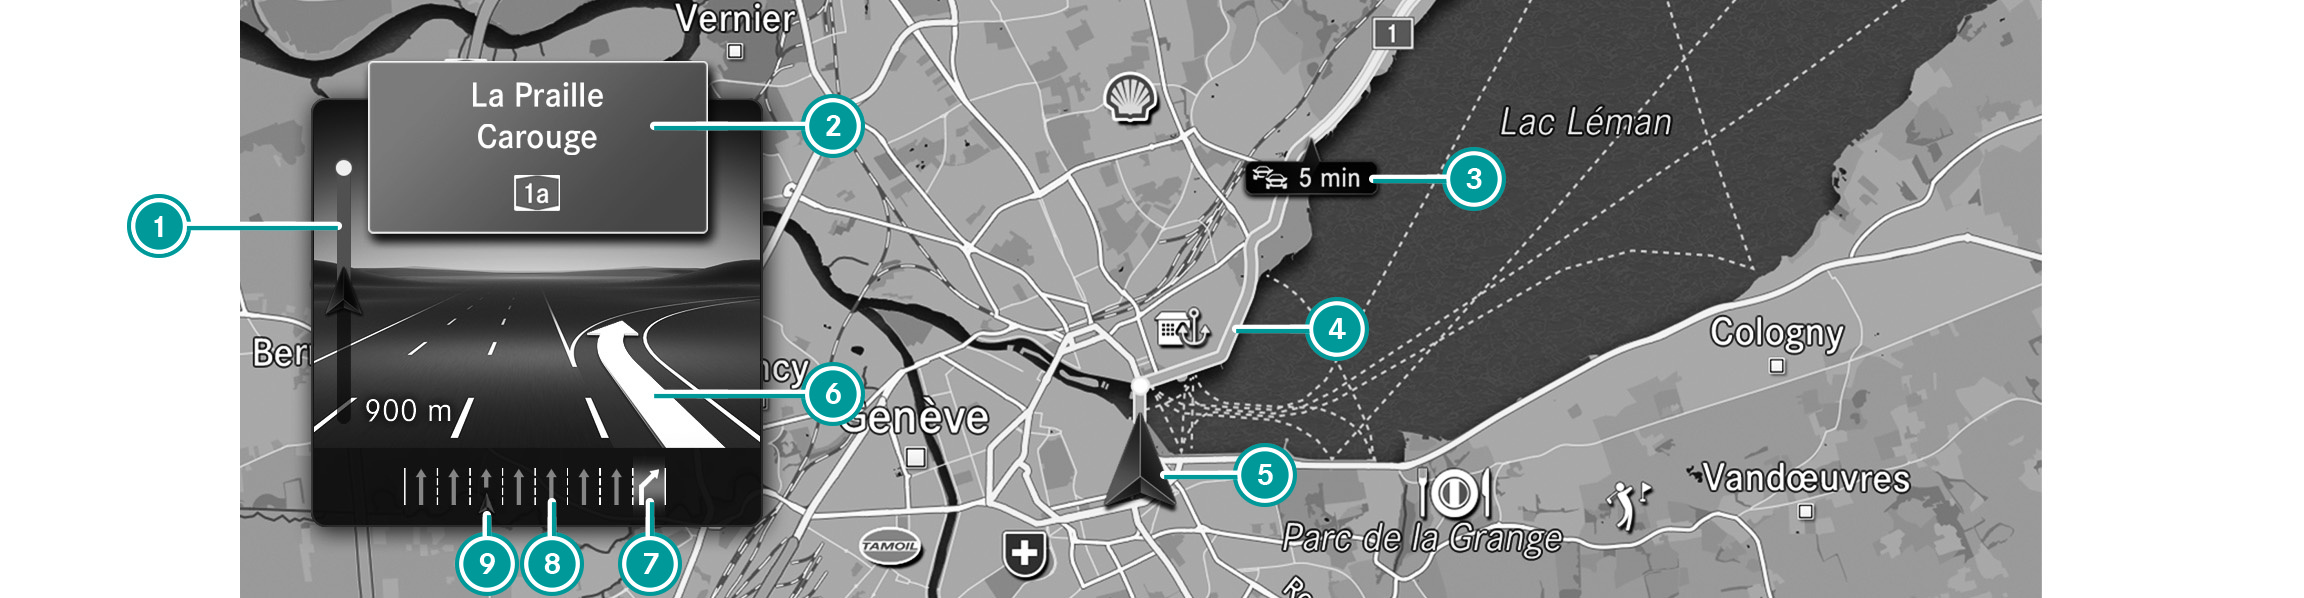 Vernier
1
La Praille
Carouge
1a
2
Lac Léman
5 min
3
1
4
Cologny
Ber
ncy
900 m
6
Genève
5
Vandœuvres
Parc de la Grange
TAMOIL
9
8
7